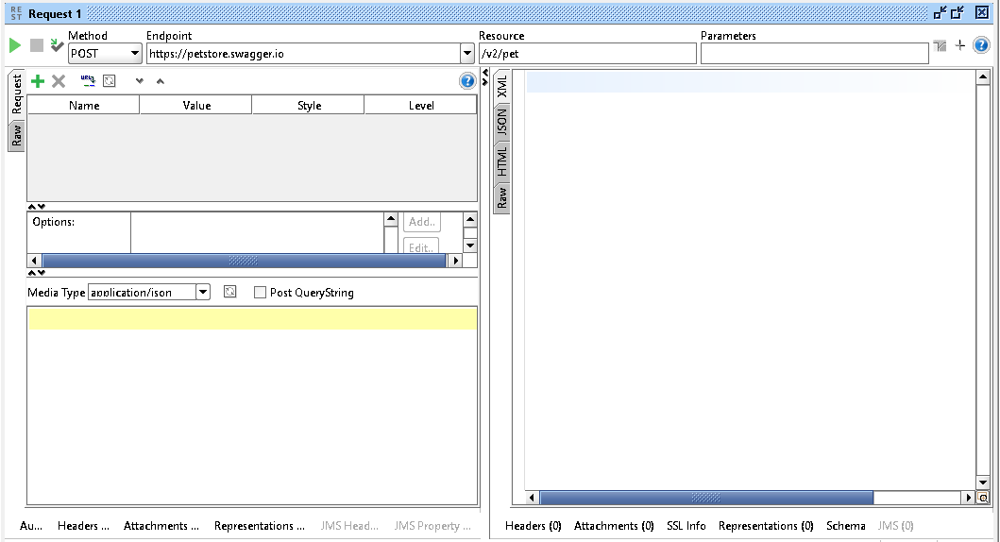 RE
ST
Request 1
Method Endpoint Resource Parameters
POST https://petstore.swagger.io /v2/pet
Request
Raw
URL
Name Value Style Level
Options: Add..
Edit..
Media Type application/json Post QueryString
XML
JSON
HTML
Raw
Au... Headers ... Attachments ... Representations ... JMS Head... JMS Property ...
Headers (0) Attachments (0) SSL Info Representations (0) Schema JMS (0)